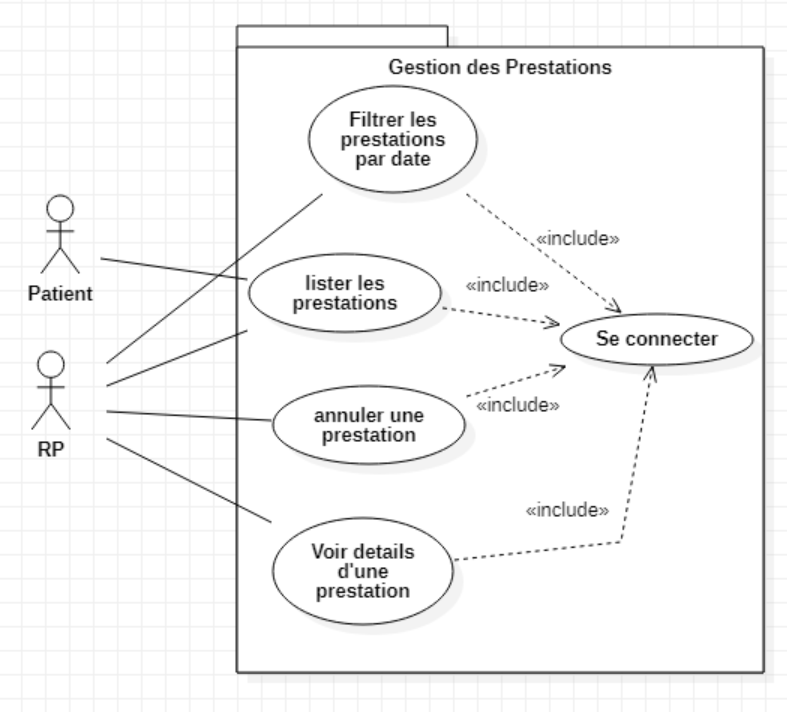 Gestion des Prestations
Filtrer les
prestations
par date
«include»
Patient
lister les
prestations
«include»
Se connecter
RP
annuler une
prestation
«include»
«include»
Voir details
d'une
prestation